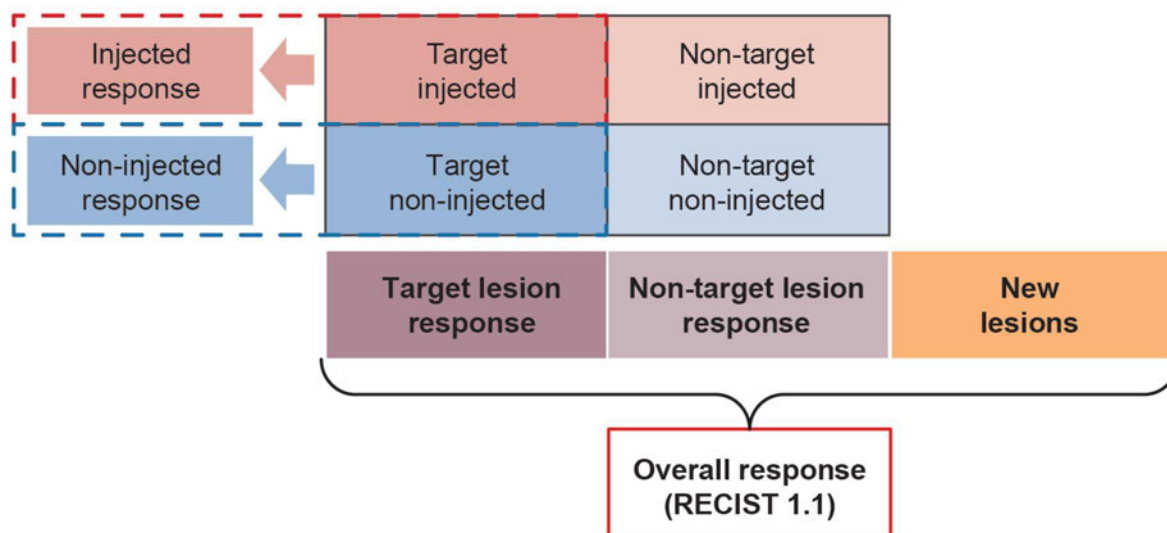 Injected
response
Target
injected
Non-target
injected
Non-injected
response
Target
non-injected
Non-target
non-injected
Target lesion
response
Non-target lesion
response
New
lesions
Overall response
(RECIST 1.1)